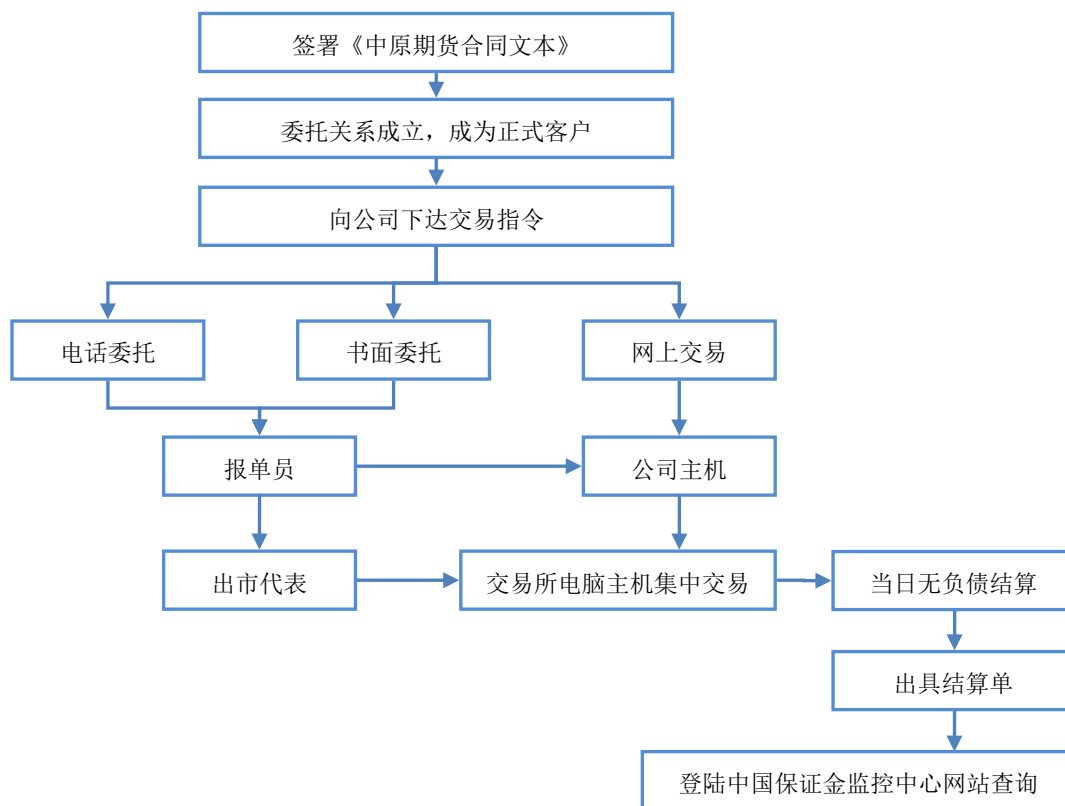 签署《中原期货合同文本》
委托关系成立，成为正式客户
向公司下达交易指令
电话委托
书面委托
网上交易
报单员
公司主机
出市代表
交易所电脑主机集中交易
当日无负债结算
出具结算单
登陆中国保证金监控中心网站查询